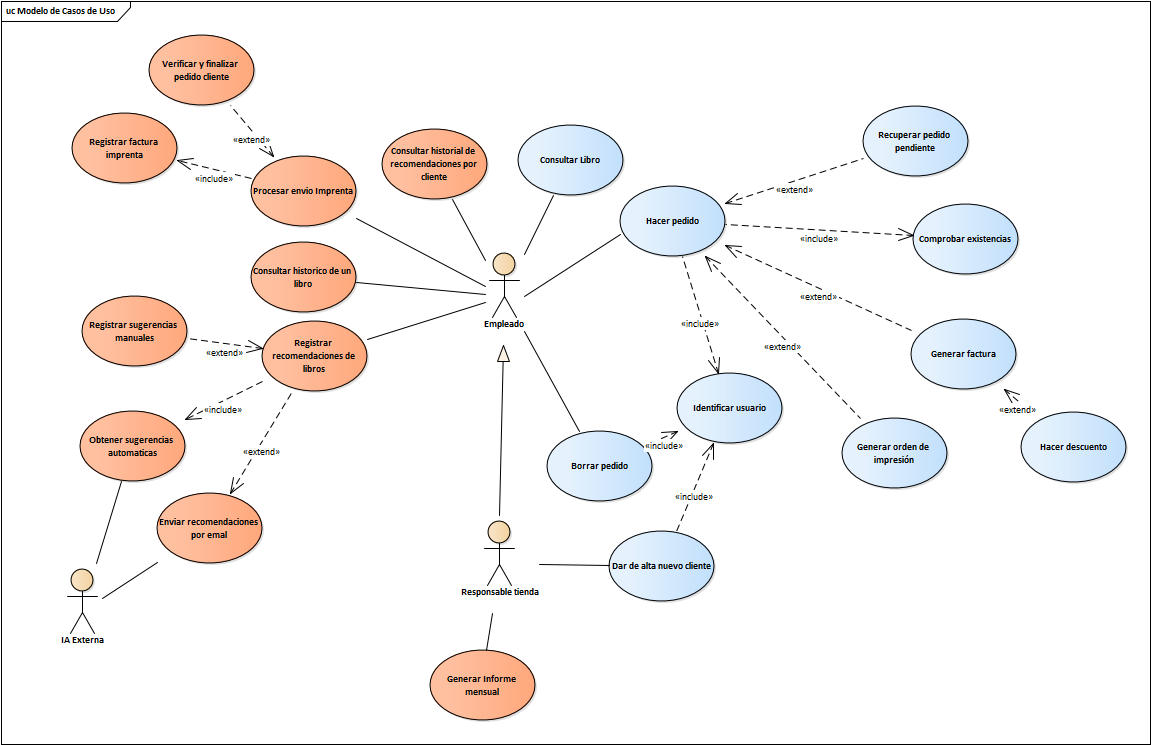 uc Modelo de Casos de Uso
Verificar y finalizar
pedido cliente
«extend»
Registrar factura
imprenta
«include»
Procesar envio Imprenta
Consultar historial de
recomendaciones por
cliente
Consultar Libro
Recuperar pedido
pendiente
«extend»
Hacer pedido
«include»
Comprobar existencias
Consultar historico de un
libro
Empleado
«extend»
Registrar sugerencias
manuales
«extend»
Registrar
recomendaciones de
libros
«include»
«extend»
Generar factura
«include»
Obtener sugerencias
automaticas
«extend»
Identificar usuario
«extend»
«include»
Borrar pedido
Generar orden de
impresión
Hacer descuento
Enviar recomendaciones
por emal
«include»
Responsable tienda
Dar de alta nuevo cliente
IA Externa
Generar Informe
mensual